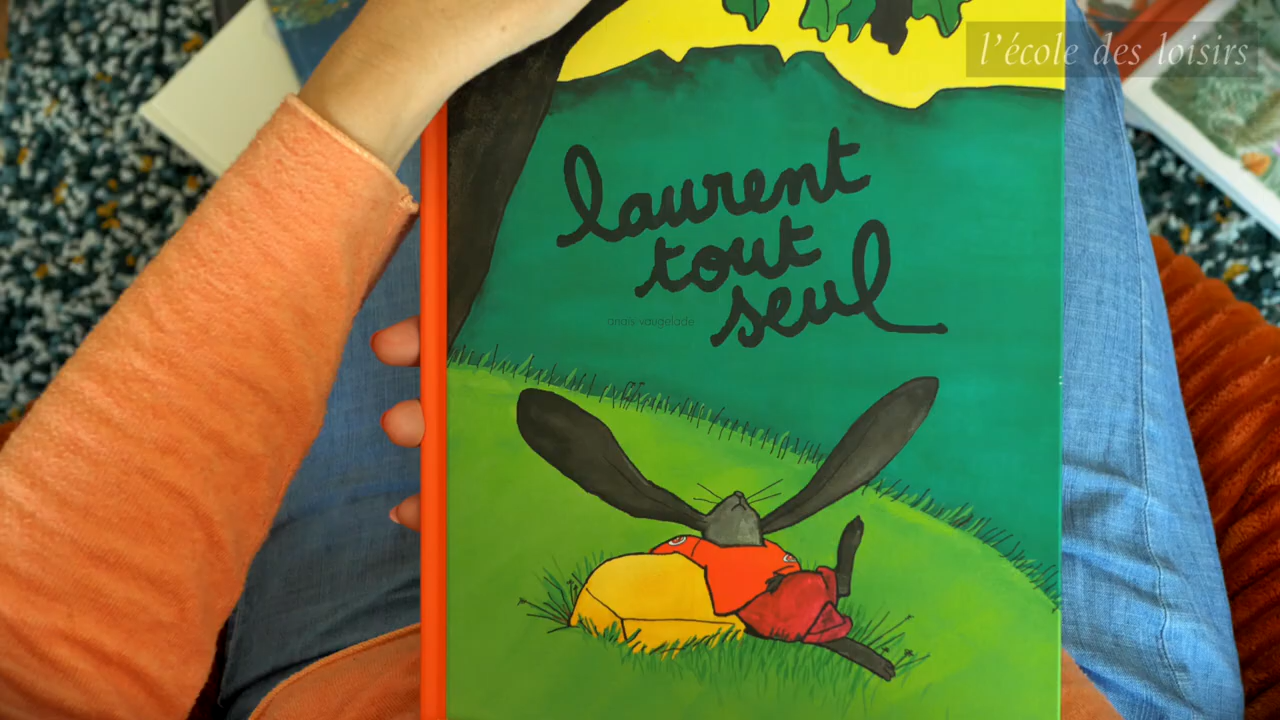 l'école des loisirs
laurent
tout
seul
anaïs vaugelade